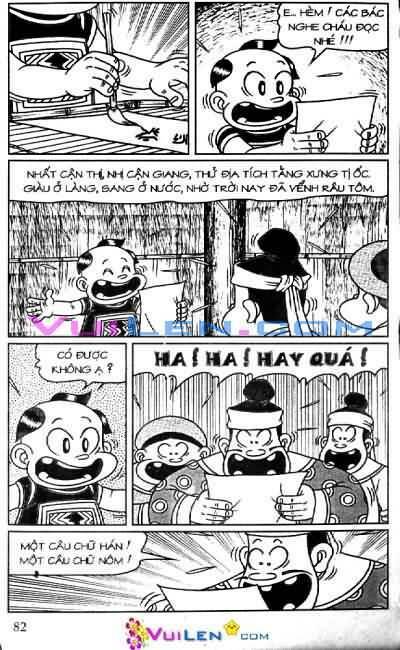 E.. HÈM! CÁC BÁC
NGHE CHÁU ĐỌC
NHÉ!!!
NHẤT CẬN THỊ, NHỊ CẬN GIANG, THỬ ĐỊA TÍCH TẰNG XƯNG TỊ ỐC.
GIÀU Ở LÀNG, SANG Ở NƯỚC, NHỜ TRỜI NAY ĐÃ VỂNH RÂU TÔM.
VUILEN.COM
CÓ ĐƯỢC
KHÔNG Ạ?
HA! HA! HAY QUÁ!
MỘT CÂU CHỮ HÁN!
MỘT CÂU CHỮ NÔM!
82
VUILEN.COM